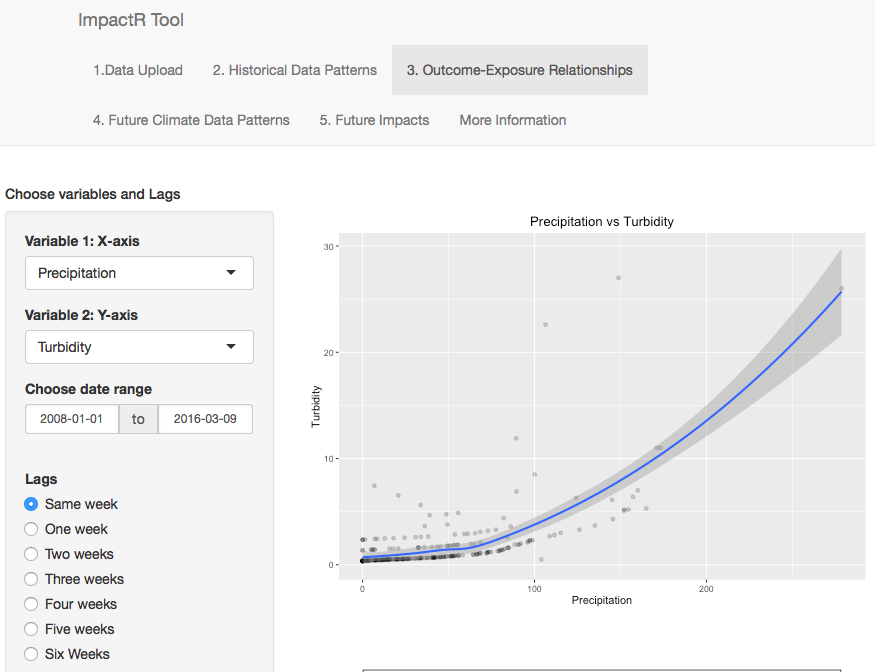 ImpactR Tool
1.Data Upload 2. Historical Data Patterns 3. Outcome-Exposure Relationships
4. Future Climate Data Patterns 5. Future Impacts More Information
Choose variables and Lags
Variable 1: X-axis
Precipitation
Variable 2: Y-axis
Turbidity
Choose date range
2008-01-01 to 2016-03-09
Lags
Same week
One week
Two weeks
Three weeks
Four weeks
Five weeks
Six Weeks
Precipitation vs Turbidity
30
20
10
0
Turbidity
0 100 200
Precipitation